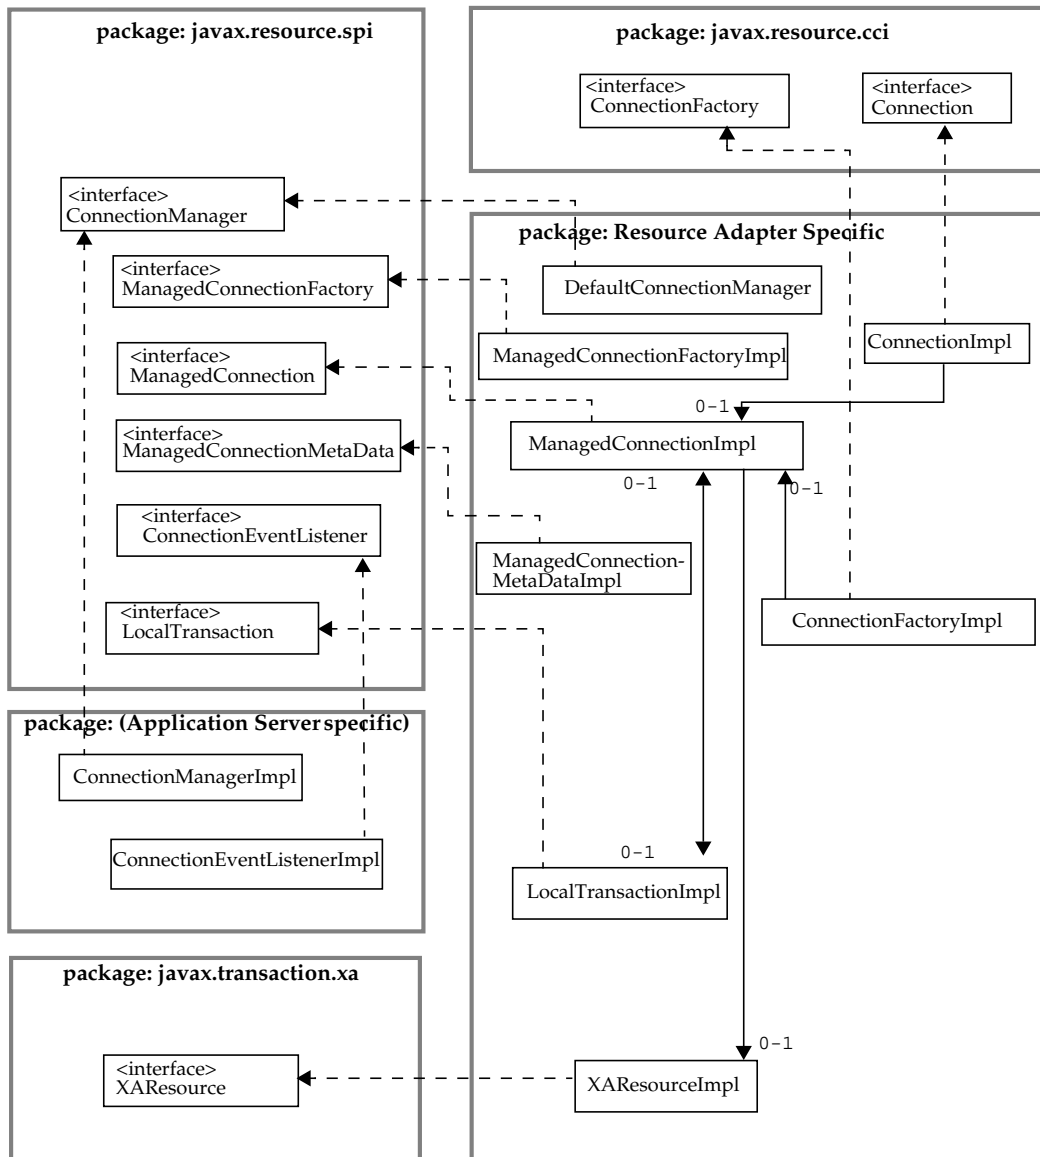 package: javax.resource.spi
<interface>
ConnectionManager
<interface>
ManagedConnectionFactory
<interface>
ManagedConnection
<interface>
ManagedConnectionMetaData
<interface>
ConnectionEventListener
<interface>
LocalTransaction
package: (Application Server specific)
ConnectionManagerImpl
ConnectionEventListenerImpl
package: javax.transaction.xa
<interface>
XAResource
package: javax.resource.cci
<interface>
ConnectionFactory
<interface>
Connection
package: Resource Adapter Specific
DefaultConnectionManager
ManagedConnectionFactoryImpl
ConnectionImpl
0-1
ManagedConnectionImpl
0-1
0-1
ManagedConnection-
MetaDataImpl
ConnectionFactoryImpl
0-1
LocalTransactionImpl
0-1
XAResourceImpl